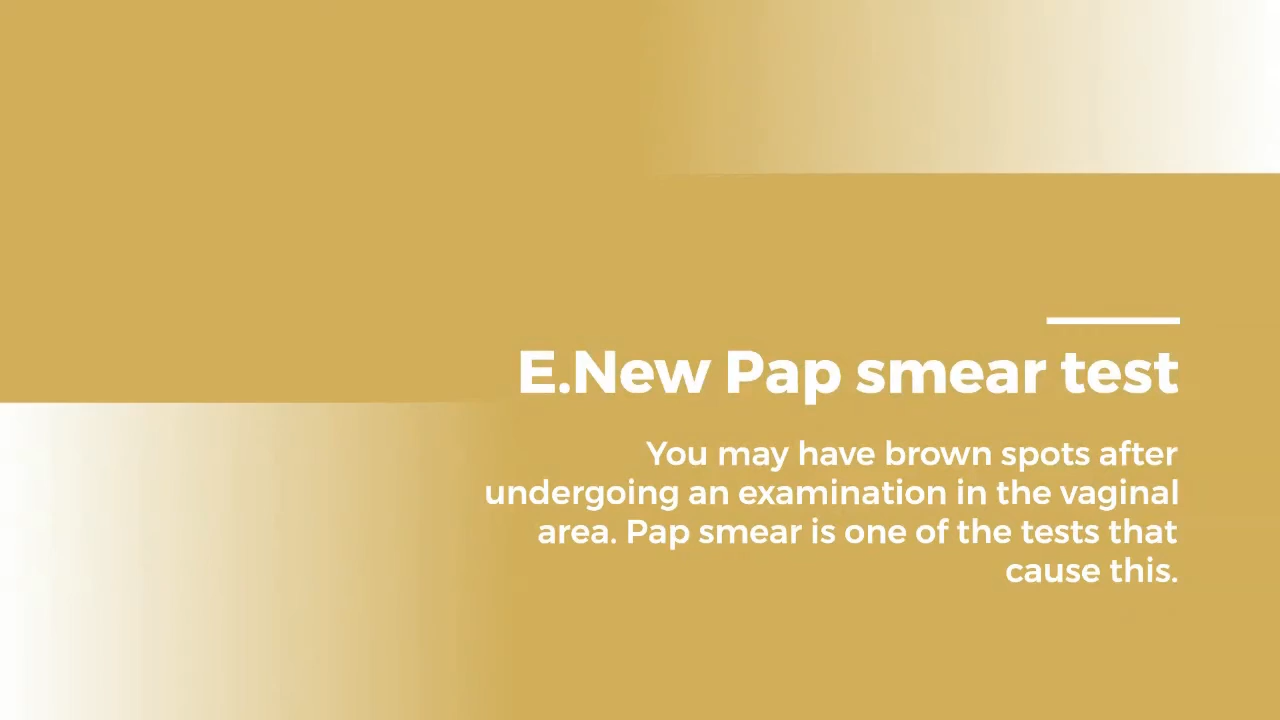 E.New Pap smear test
You may have brown spots after
undergoing an examination in the vaginal
area. Pap smear is one of the tests that
cause this.